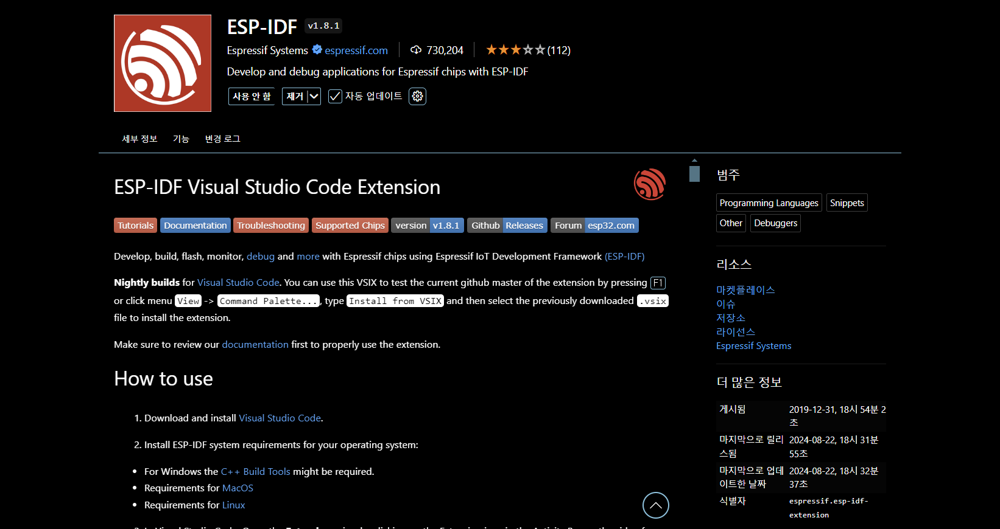 ESP-IDF v1.8.1
Espressif Systems espressif.com 730,204 (112)
Develop and debug applications for Espressif chips with ESP-IDF
사용 안 함 제거 자동 업데이트
세부 정보 기능 변경 로그
ESP-IDF Visual Studio Code Extension
Tutorials Documentation Troubleshooting Supported Chips version v1.8.1 Github Releases Forum esp32.com
Develop, build, flash, monitor, debug and more with Espressif chips using Espressif IoT Development Framework (ESP-IDF)
Nightly builds for Visual Studio Code. You can use this VSIX to test the current github master of the extension by pressing F1
or click menu View -> Command Palette..., type Install from VSIX and then select the previously downloaded .vsix
file to install the extension.
Make sure to review our documentation first to properly use the extension.
How to use
1. Download and install Visual Studio Code.
2. Install ESP-IDF system requirements for your operating system:
• For Windows the C++ Build Tools might be required.
• Requirements for MacOS
• Requirements for Linux
범주
Programming Languages Snippets
Other Debuggers
리소스
마켓플레이스
이슈
저장소
라이선스
Espressif Systems
더 많은 정보
게시됨 2019-12-31, 18시 54분 2
초
마지막으로 릴리 2024-08-22, 18시 31분
스됨 55초
마지막으로 업데 2024-08-22, 18시 32분
이트한 날짜 37초
식별자 espressif.esp-idf-
extension